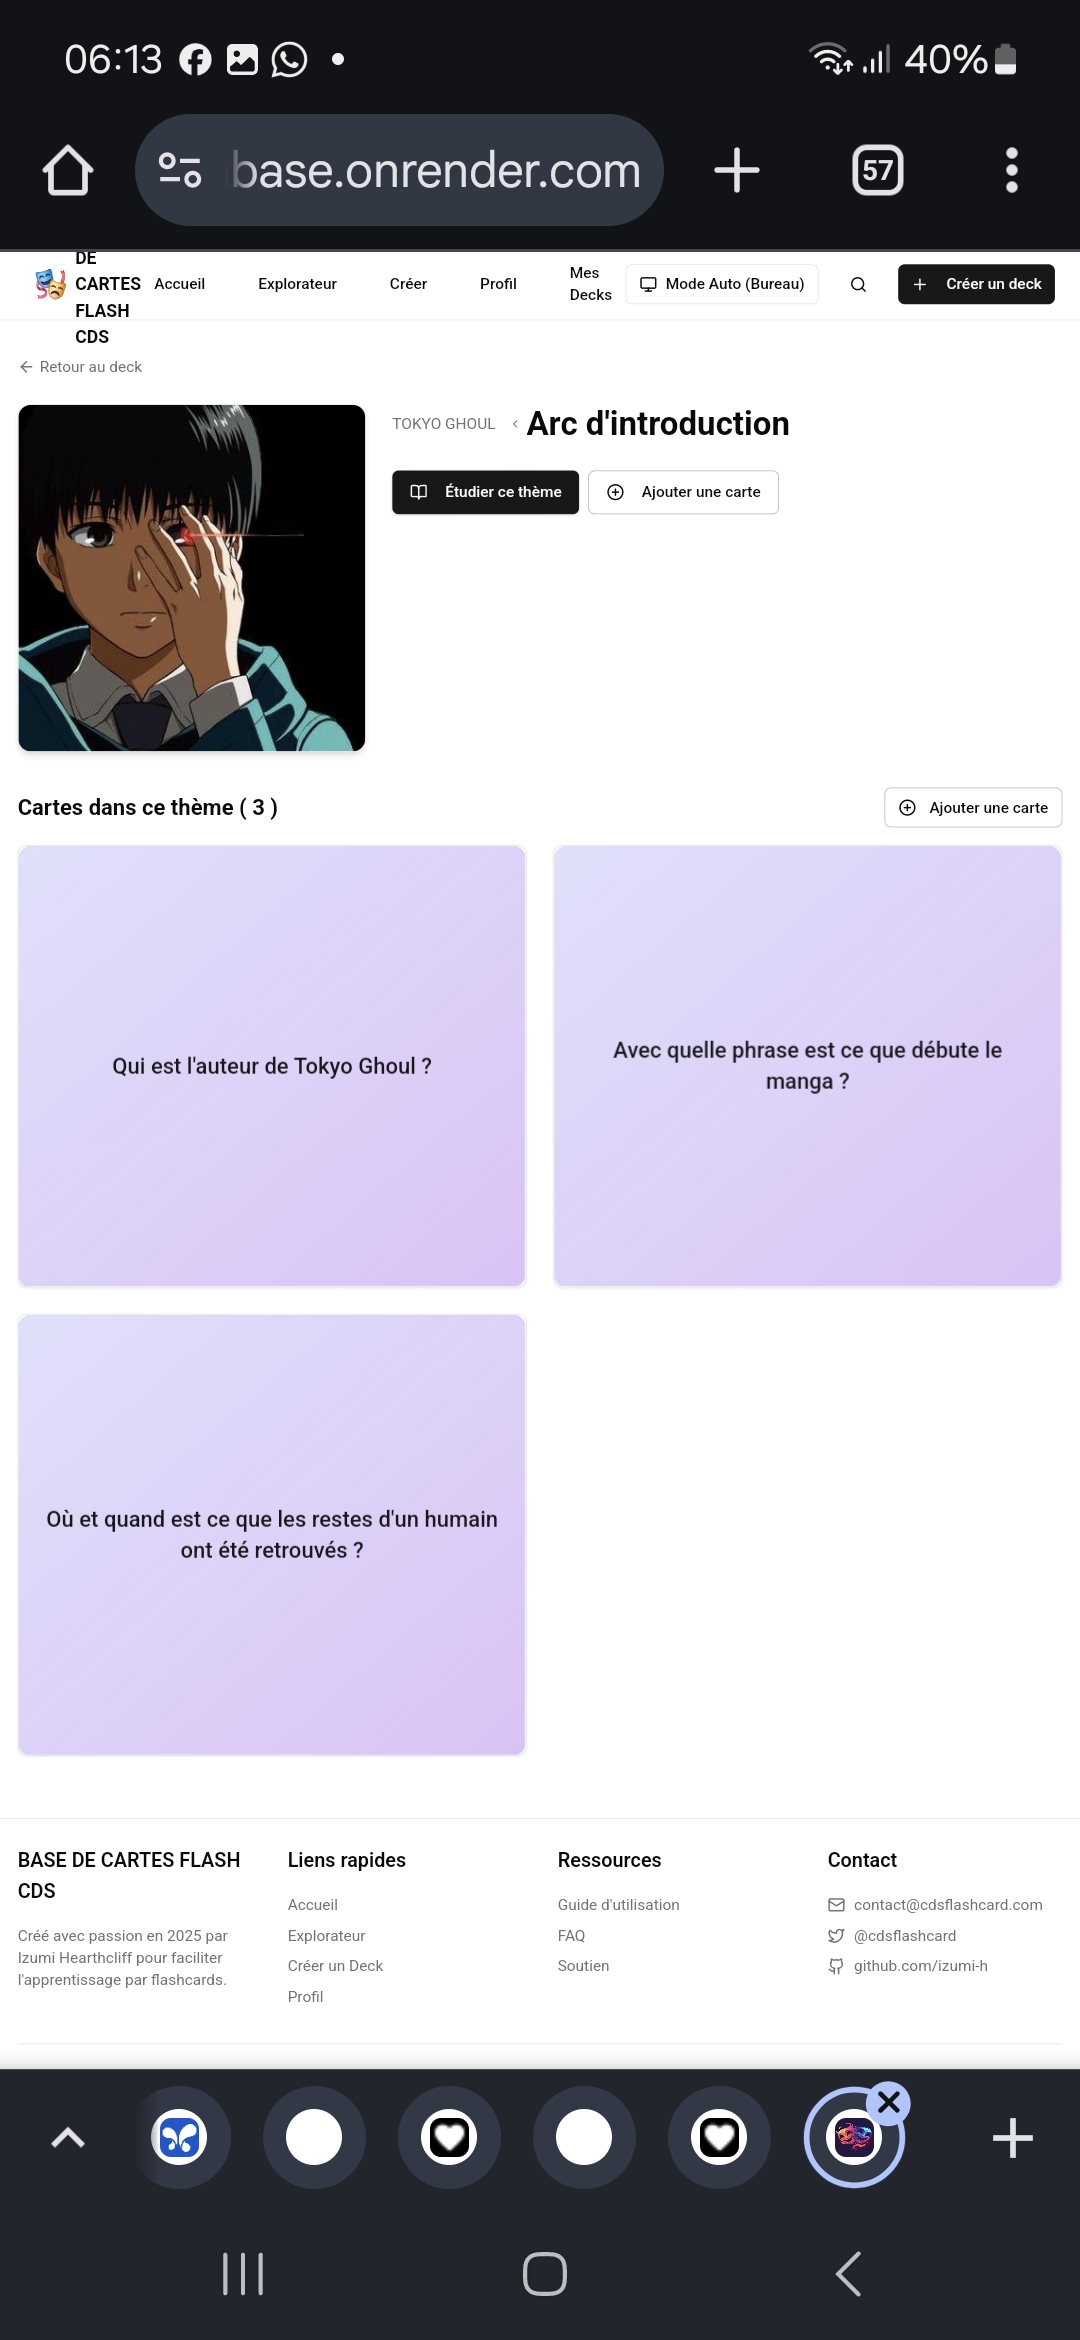 06:13
40%
base.onrender.com
57
DE
CARTES
FLASH
CDS
Accueil
Explorateur
Créer
Profil
Mes
Decks
Mode Auto (Bureau)
Créer un deck
Retour au deck
TOKYO GHOUL
Arc d'introduction
Étudier ce thème
Ajouter une carte
Cartes dans ce thème ( 3 )
Ajouter une carte
Qui est l'auteur de Tokyo Ghoul ?
Avec quelle phrase est ce que débute le
manga ?
Où et quand est ce que les restes d'un humain
ont été retrouvés ?
BASE DE CARTES FLASH
CDS
Créé avec passion en 2025 par
Izumi Hearthcliff pour faciliter
l'apprentissage par flashcards.
Liens rapides
Accueil
Explorateur
Créer un Deck
Profil
Ressources
Guide d'utilisation
FAQ
Soutien
Contact
contact@cdsflashcard.com
@cdsflashcard
github.com/izumi-h